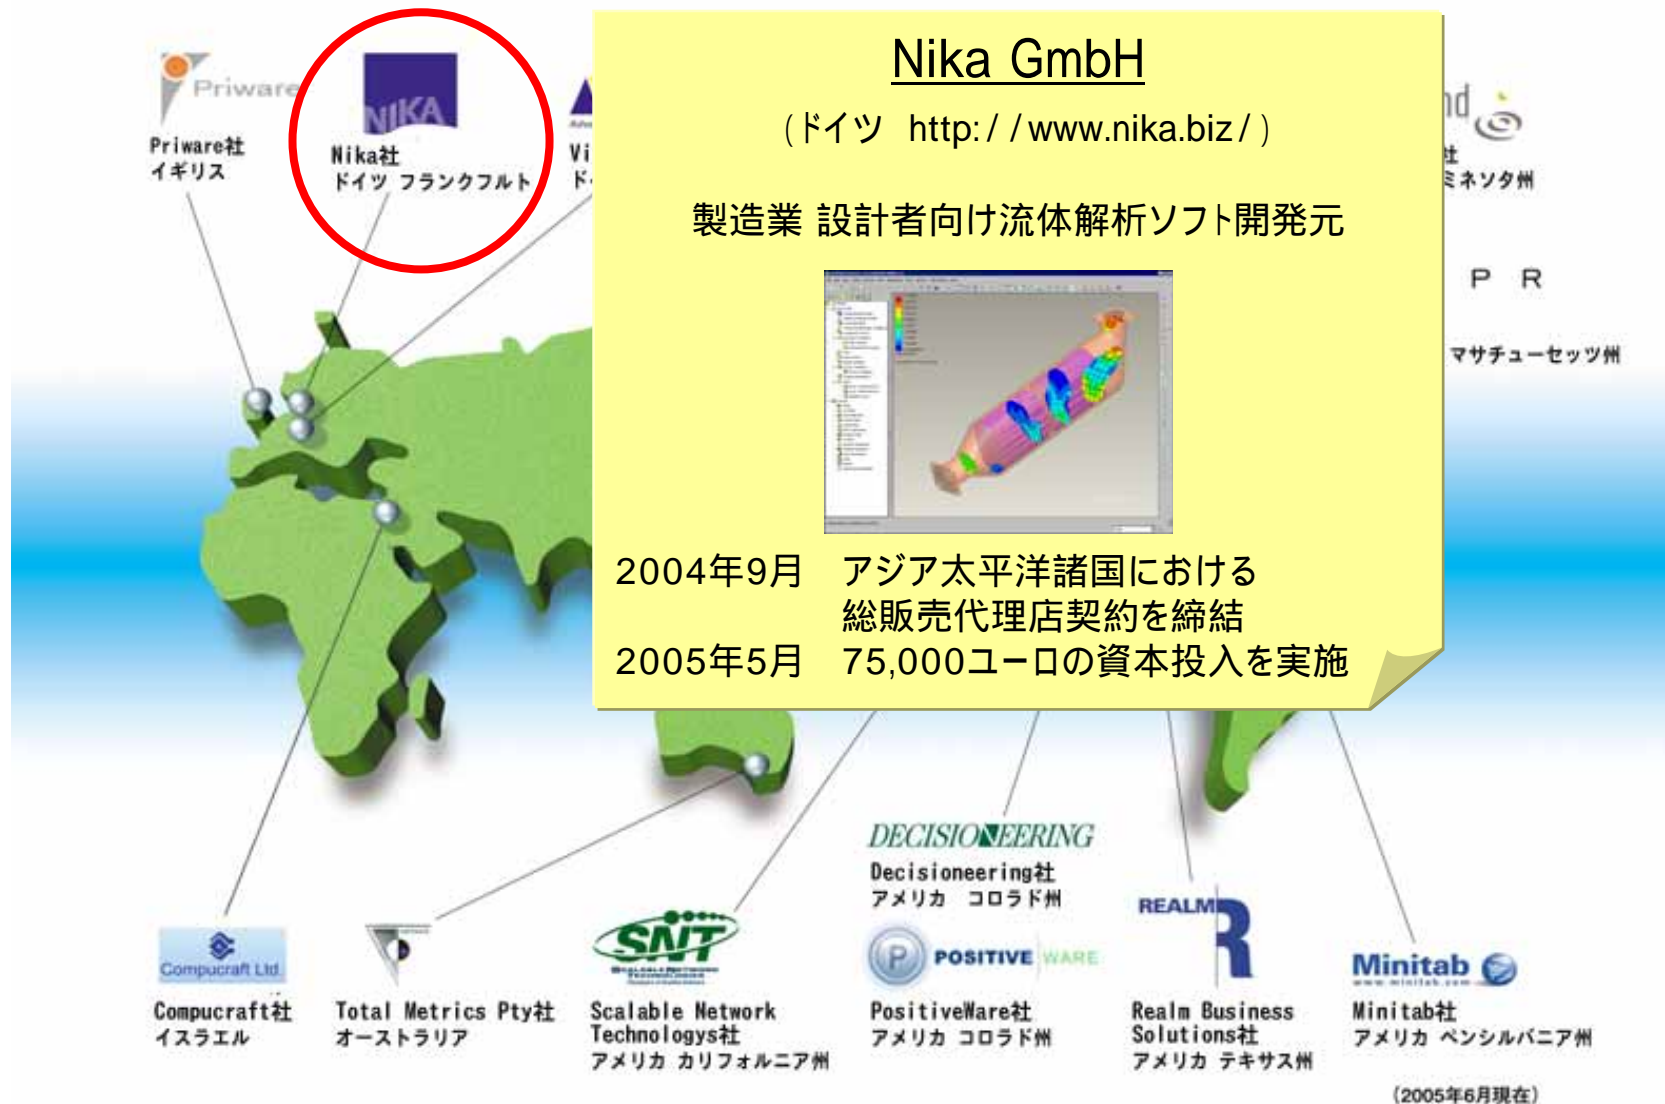 Priware
Priware社
イギリス
NIKA
Nika社
ドイツ フランクフルト
Vi
Nika GmbH
(ドイツ http://www.nika.biz/)
製造業 設計者向け流体解析ソフト開発元
2004年9月 アジア太平洋諸国における
総販売代理店契約を締結
2005年5月 75,000ユーロの資本投入を実施
nd
社
ミネソタ州
P R
マサチューセッツ州
Compucraft Ltd.
Compucraft社
イスラエル
Total Metrics Pty社
オーストラリア
SNT
SCALABLE NETWORK
TECHNOLOGIES
Scalable Network
Technologys社
アメリカ カリフォルニア州
DECISIONEERING
Decisioneering社
アメリカ コロラド州
P POSITIVE WARE
PositiveWare社
アメリカ コロラド州
REALM
Realm Business
Solutions社
アメリカ テキサス州
Minitab
www.minitab.com
Minitab社
アメリカ ペンシルバニア州
(2005年6月現在)